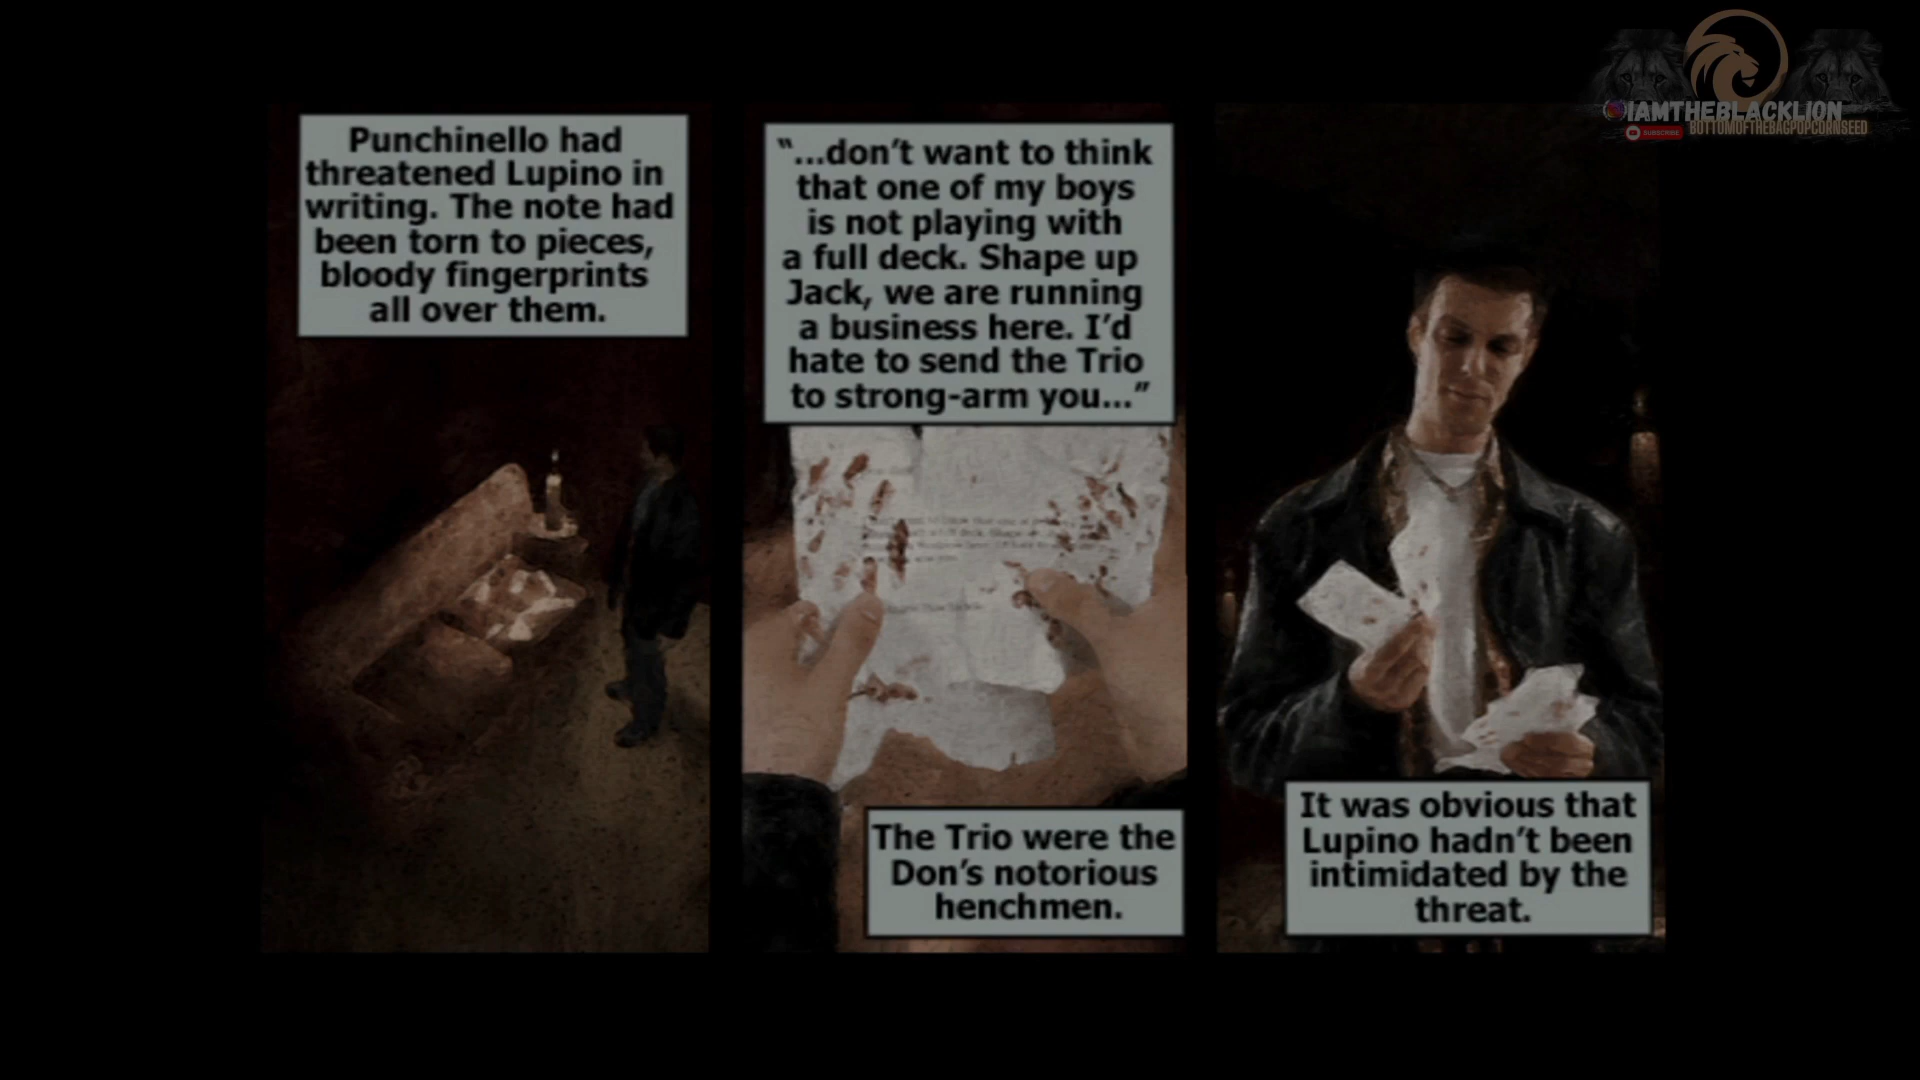 IAMTHEBLACKLION
SUBSCRIBE
BOTTOMOFTHEBAGPOPCORNSEED
Punchinello had
threatened Lupino in
writing. The note had
been torn to pieces,
bloody fingerprints
all over them.
“...don’t want to think
that one of my boys
is not playing with
a full deck. Shape up
Jack, we are running
a business here. I’d
hate to send the Trio
to strong-arm you...”
The Trio were the
Don’s notorious
henchmen.
It was obvious that
Lupino hadn’t been
intimidated by the
threat.